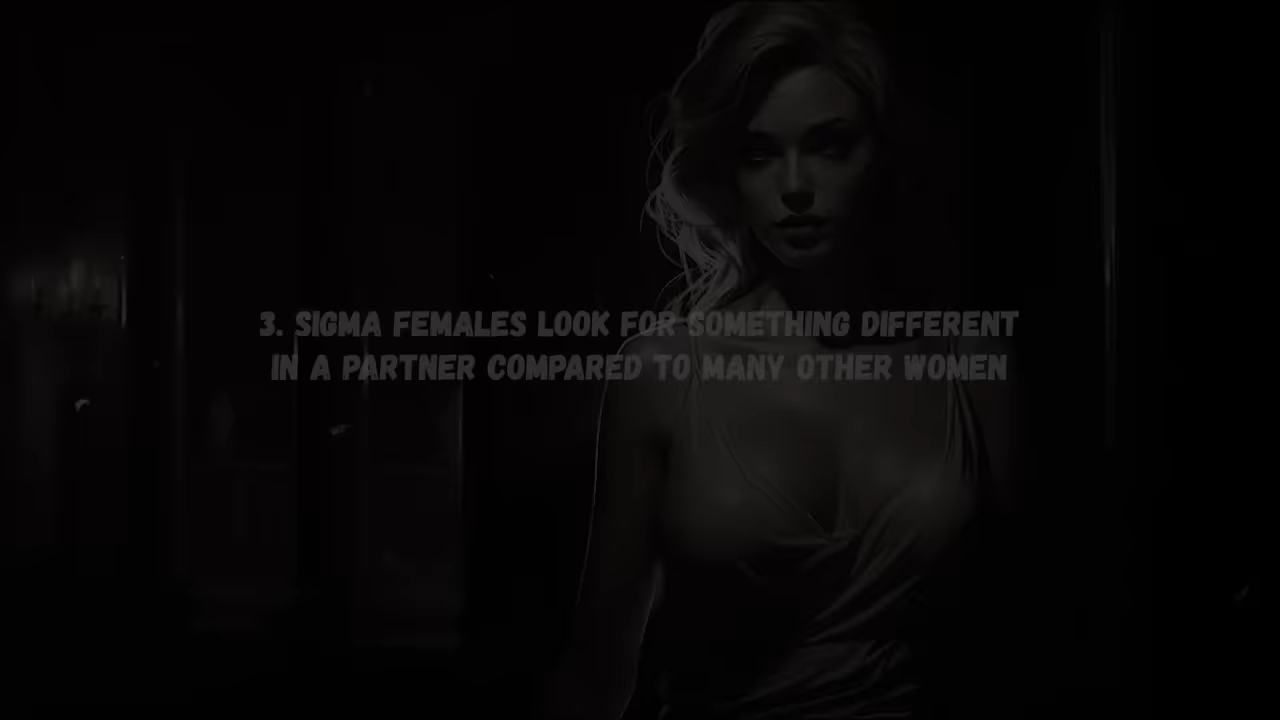 3. SIGMA FEMALES LOOK FOR SOMETHING DIFFERENT
IN A PARTNER COMPARED TO MANY OTHER WOMEN